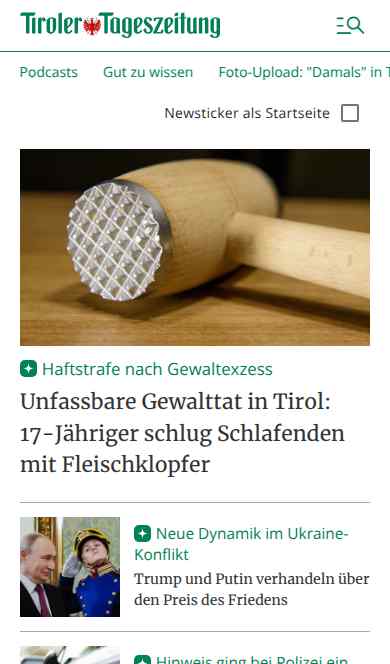 Tiroler Tageszeitung
Podcasts Gut zu wissen Foto-Upload: "Damals" in T
Newsticker als Startseite
Haftstrafe nach Gewaltexzess
Unfassbare Gewalttat in Tirol:
17-Jähriger schlug Schlafenden
mit Fleischklopfer
Neue Dynamik im Ukraine-
Konflikt
Trump und Putin verhandeln über
den Preis des Friedens
Hinweis ging bei Polizei ein